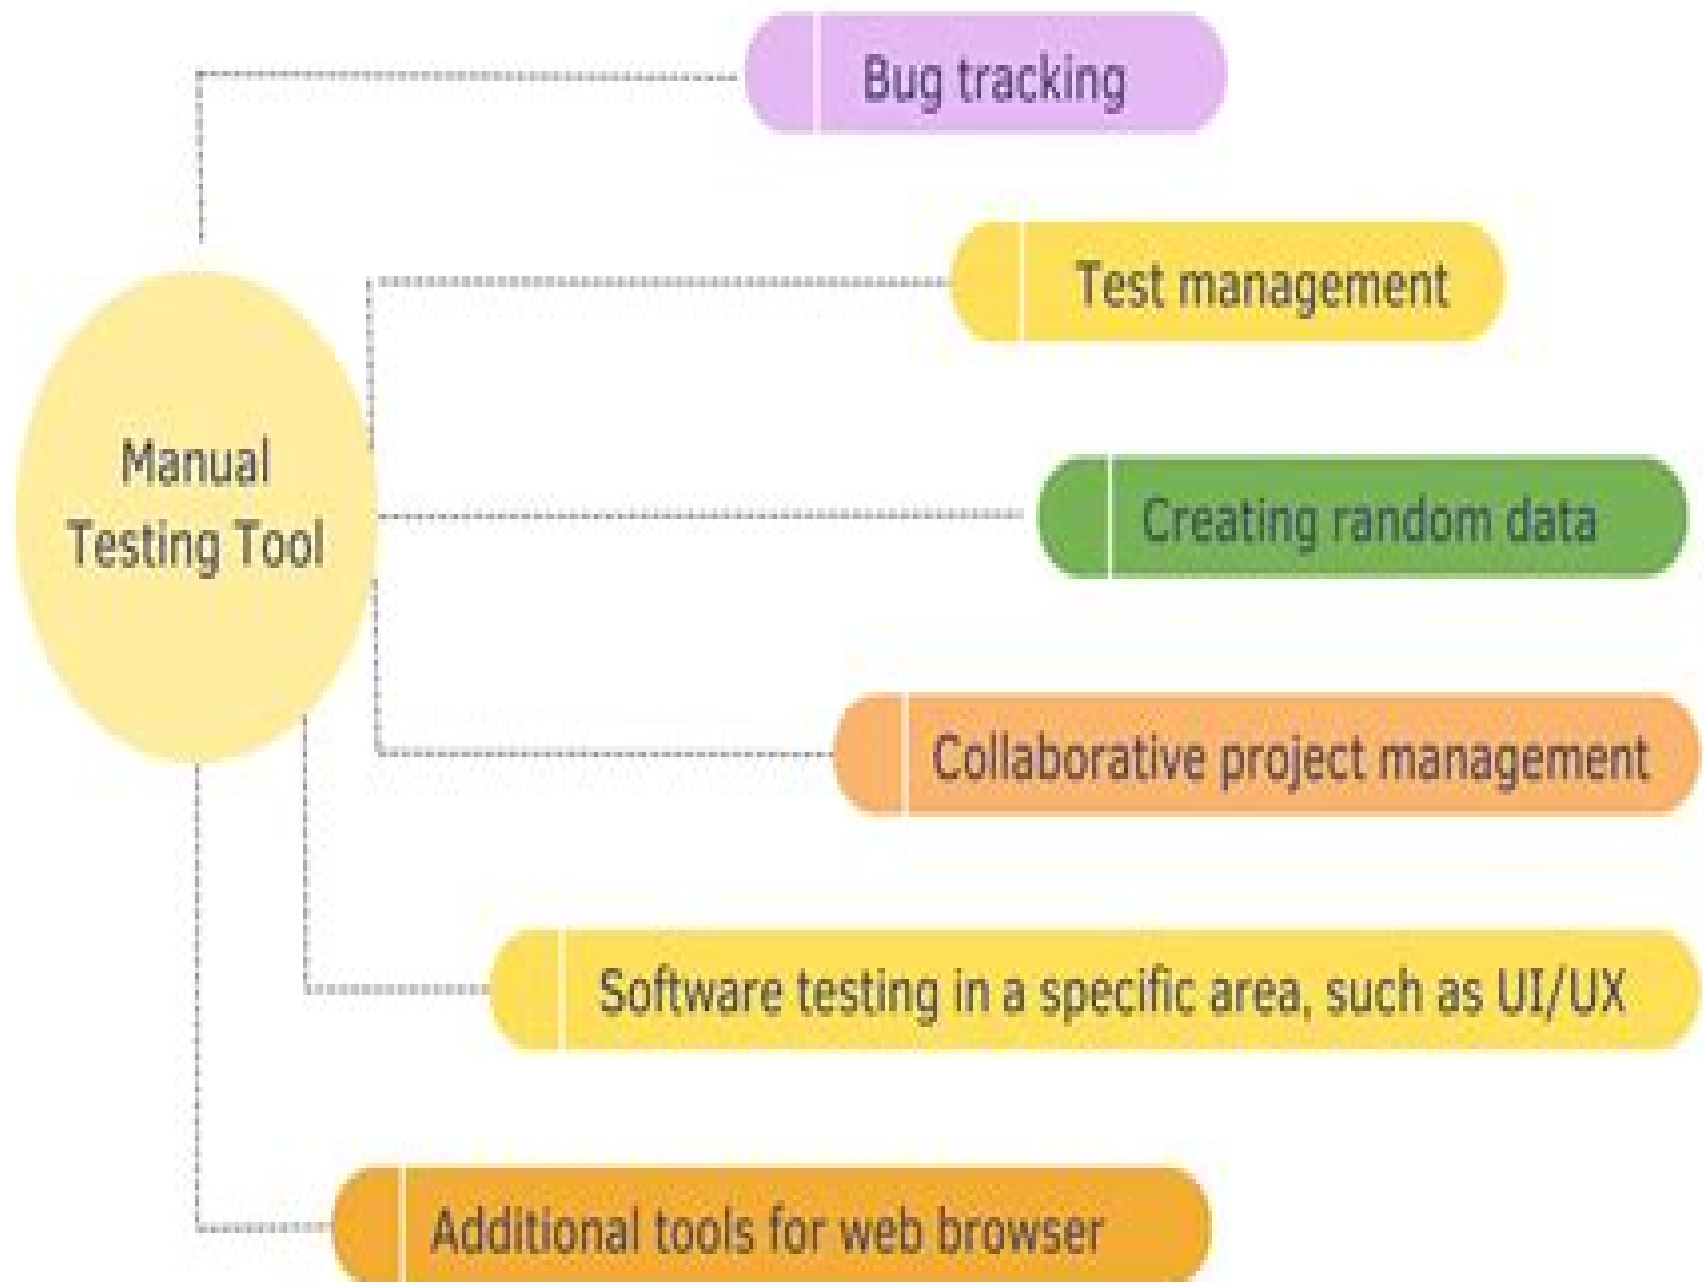 Bug tracking
Test management
Manual
Testing Tool
Creating random data
Collaborative project management
Software testing in a specific area, such as UI/UX
Additional tools for web browser